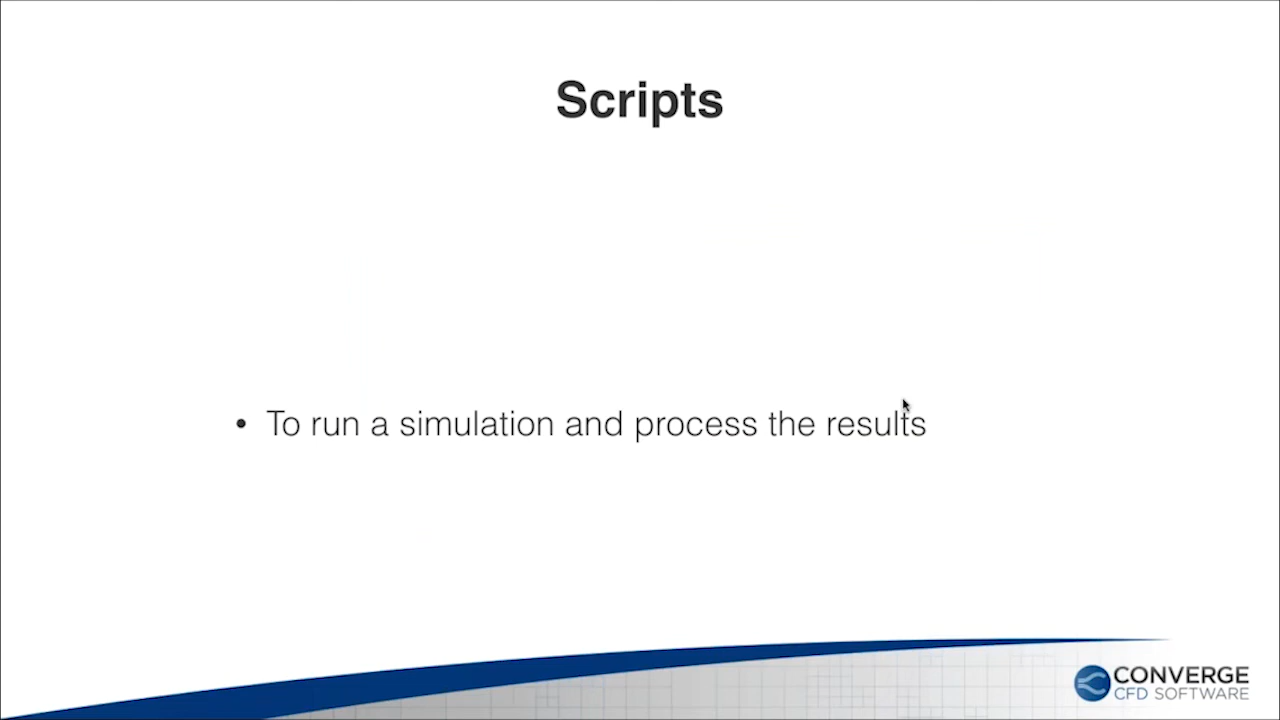 Scripts
• To run a simulation and process the results
CONVERGE
CFD SOFTWARE